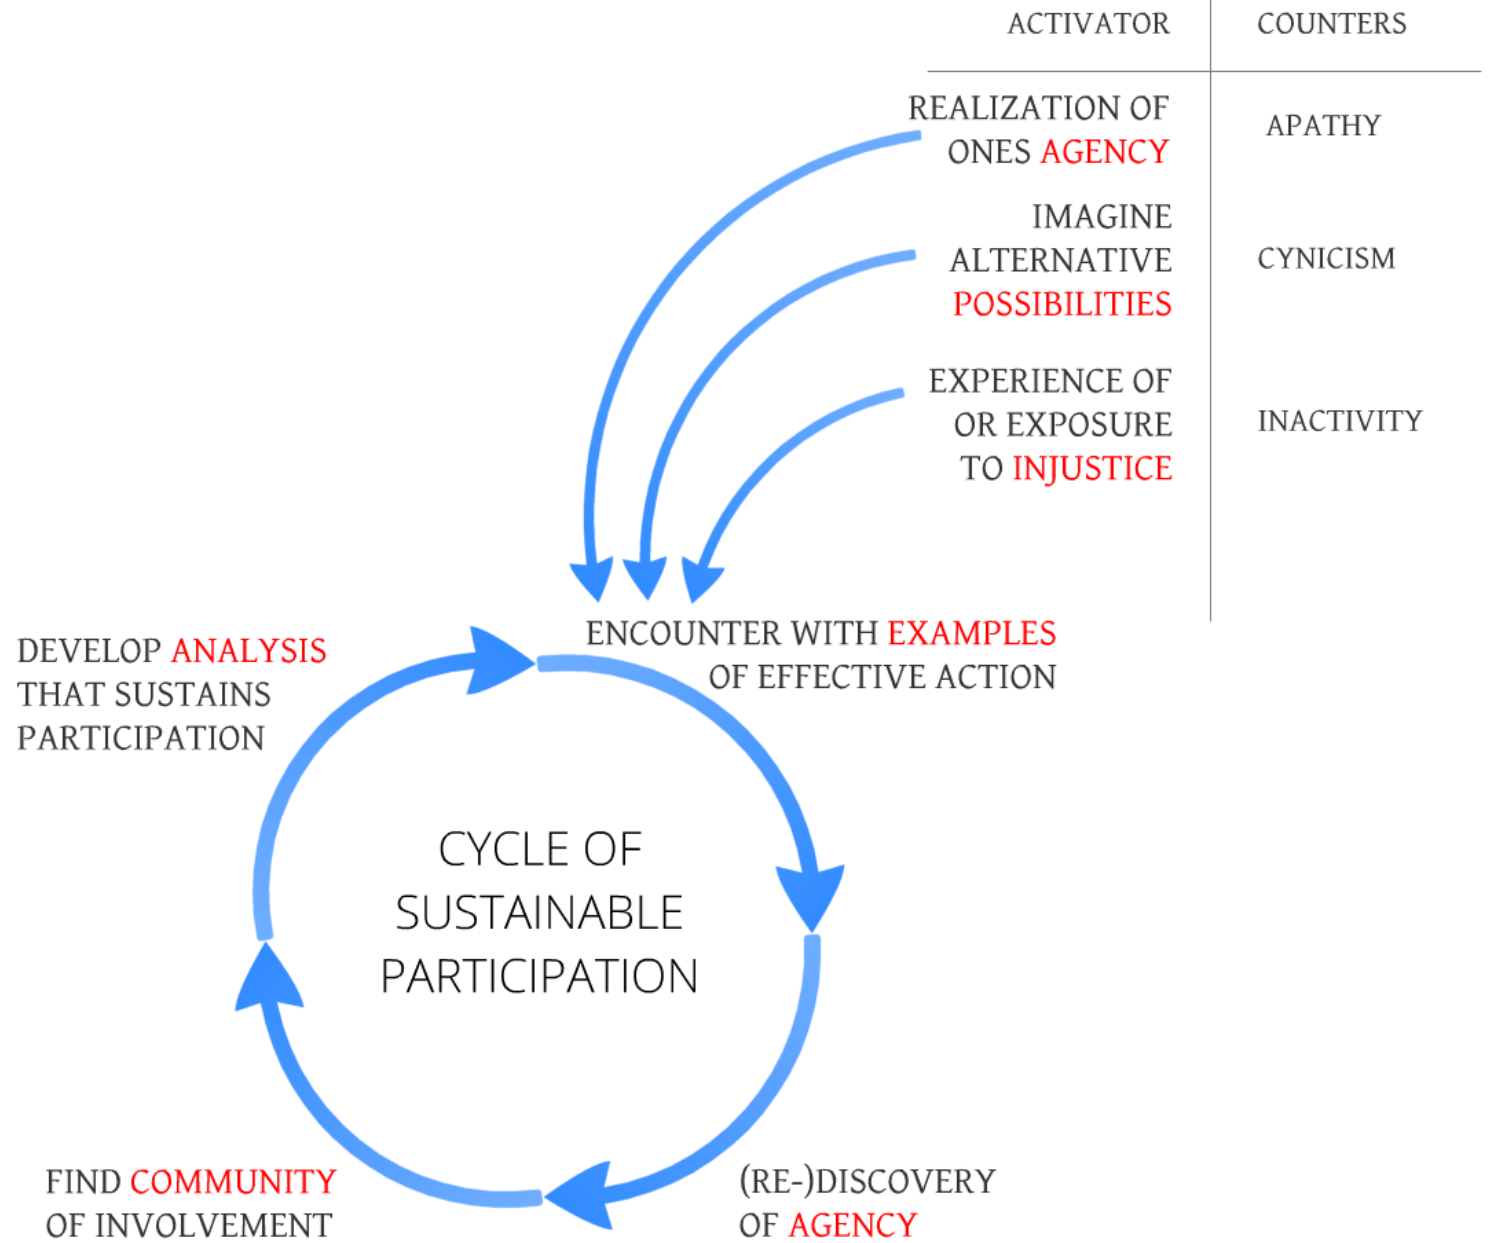 ACTIVATOR COUNTERS
REALIZATION OF
ONES AGENCY
APATHY
IMAGINE
ALTERNATIVE
POSSIBILITIES
CYNICISM
EXPERIENCE OF
OR EXPOSURE
TO INJUSTICE
INACTIVITY
ENCOUNTER WITH EXAMPLES
OF EFFECTIVE ACTION
DEVELOP ANALYSIS
THAT SUSTAINS
PARTICIPATION
CYCLE OF
SUSTAINABLE
PARTICIPATION
FIND COMMUNITY
OF INVOLVEMENT
(RE-)DISCOVERY
OF AGENCY